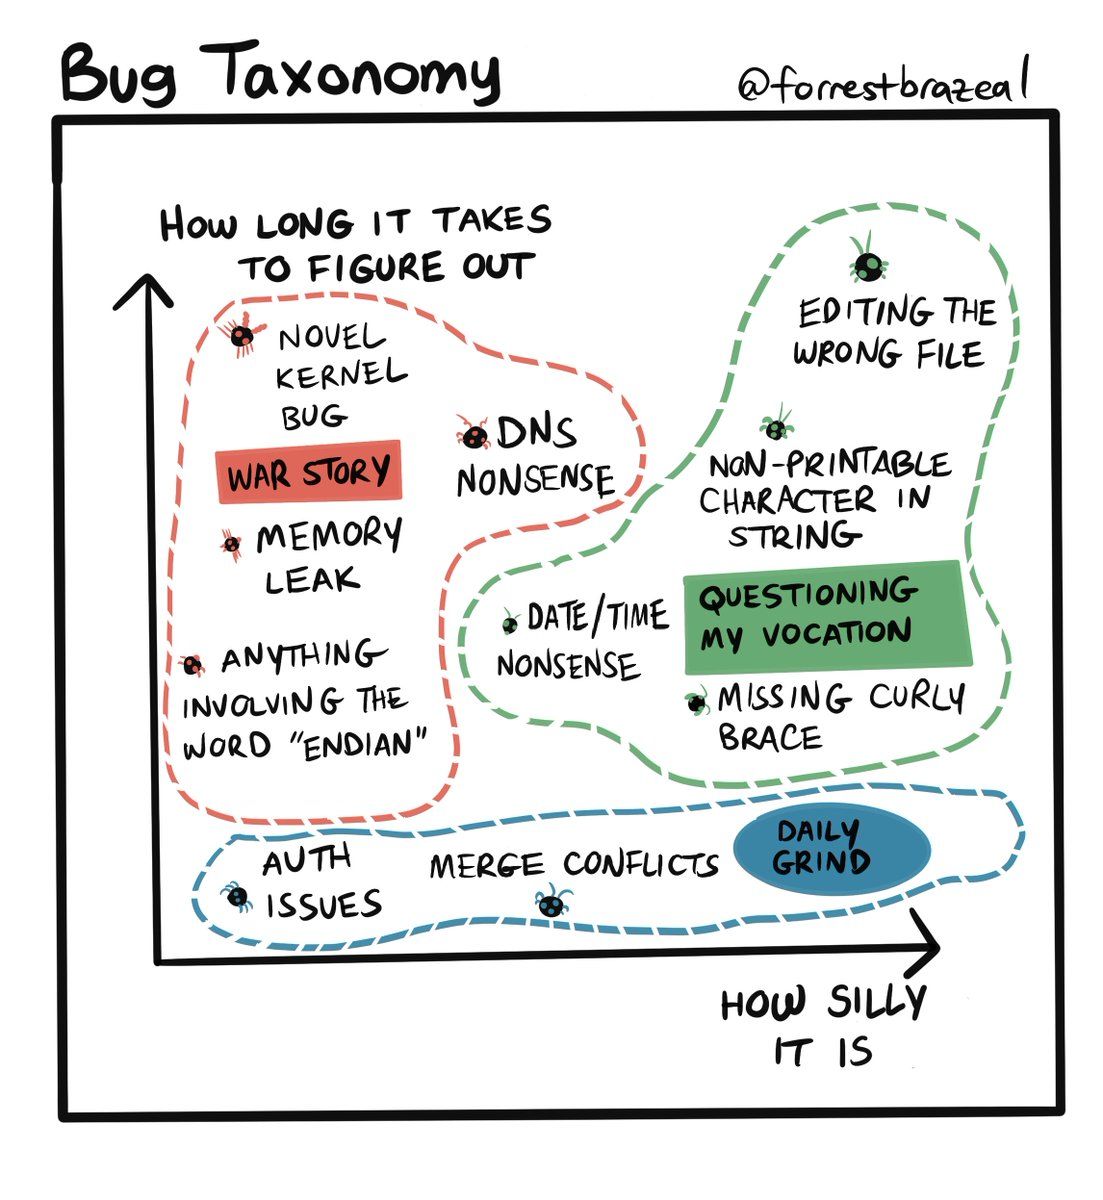 Bug Taxonomy
@forrestbrazeal
HOW LONG IT TAKES
TO FIGURE OUT
NOVEL
KERNEL
BUG
WAR STORY
DNS
NONSENSE
MEMORY
LEAK
ANYTHING
INVOLVING THE
WORD "ENDIAN"
EDITING THE
WRONG FILE
NON-PRINTABLE
CHARACTER IN
STRING
DATE/TIME
NONSENSE
QUESTIONING
MY VOCATION
MISSING CURLY
BRACE
AUTH
ISSUES
MERGE CONFLICTS
DAILY
GRIND
HOW SILLY
IT IS